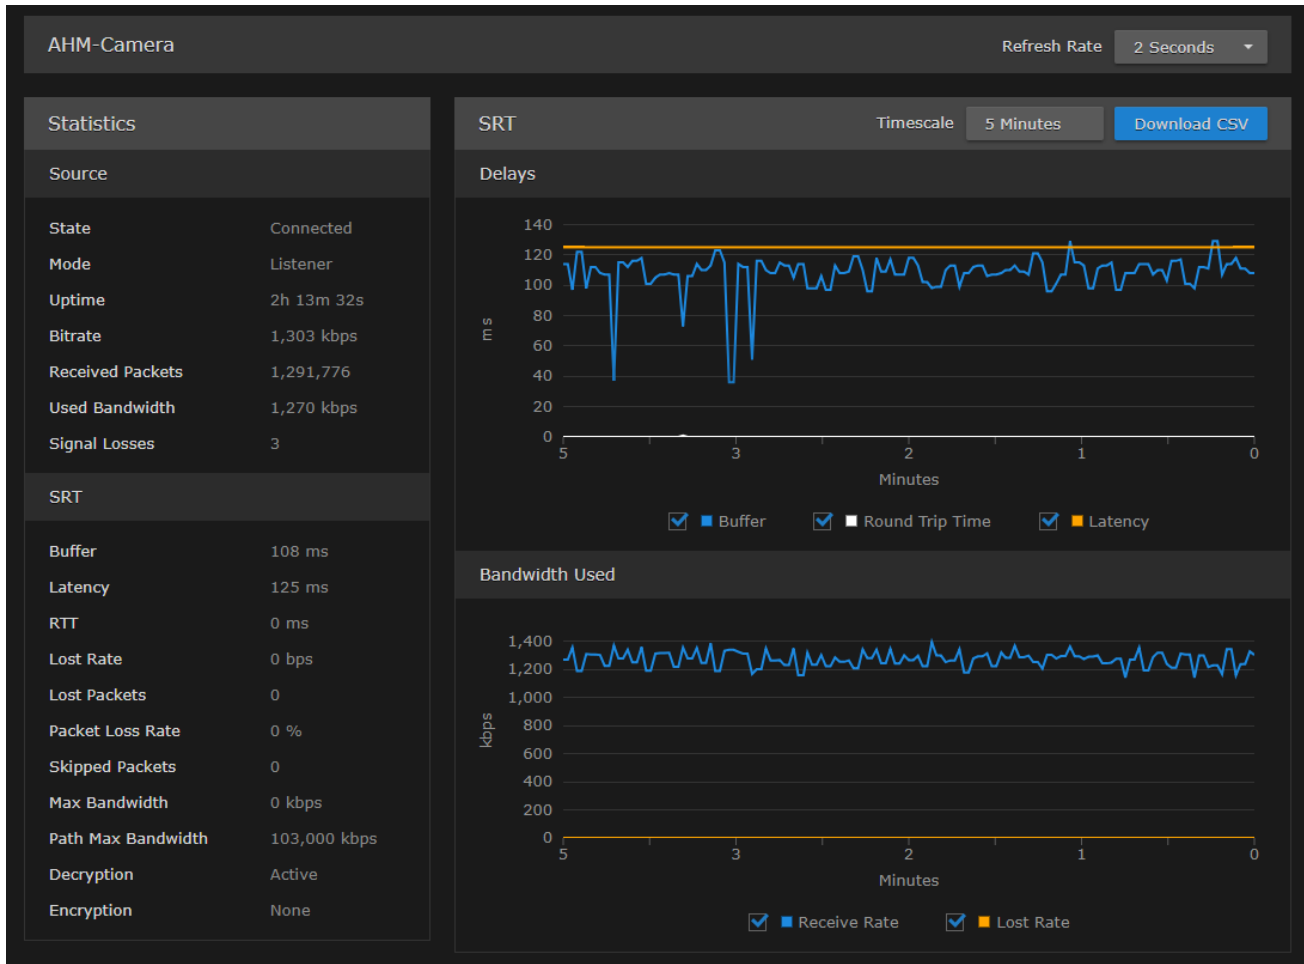 AHM-Camera
Refresh Rate 2 Seconds
Statistics
Source
State Connected
Mode Listener
Uptime 2h 13m 32s
Bitrate 1,303 kbps
Received Packets 1,291,776
Used Bandwidth 1,270 kbps
Signal Losses 3
SRT
Buffer 108 ms
Latency 125 ms
RTT 0 ms
Lost Rate 0 bps
Lost Packets 0
Packet Loss Rate 0 %
Skipped Packets 0
Max Bandwidth 0 kbps
Path Max Bandwidth 103,000 kbps
Decryption Active
Encryption None
SRT
Timescale 5 Minutes Download CSV
Delays
140
120
100
80
60
40
20
0
ms
5 3 2 1 0
Minutes
Buffer Round Trip Time Latency
Bandwidth Used
1,400
1,200
1,000
800
600
400
200
0
kbps
5 3 2 1 0
Minutes
Receive Rate Lost Rate